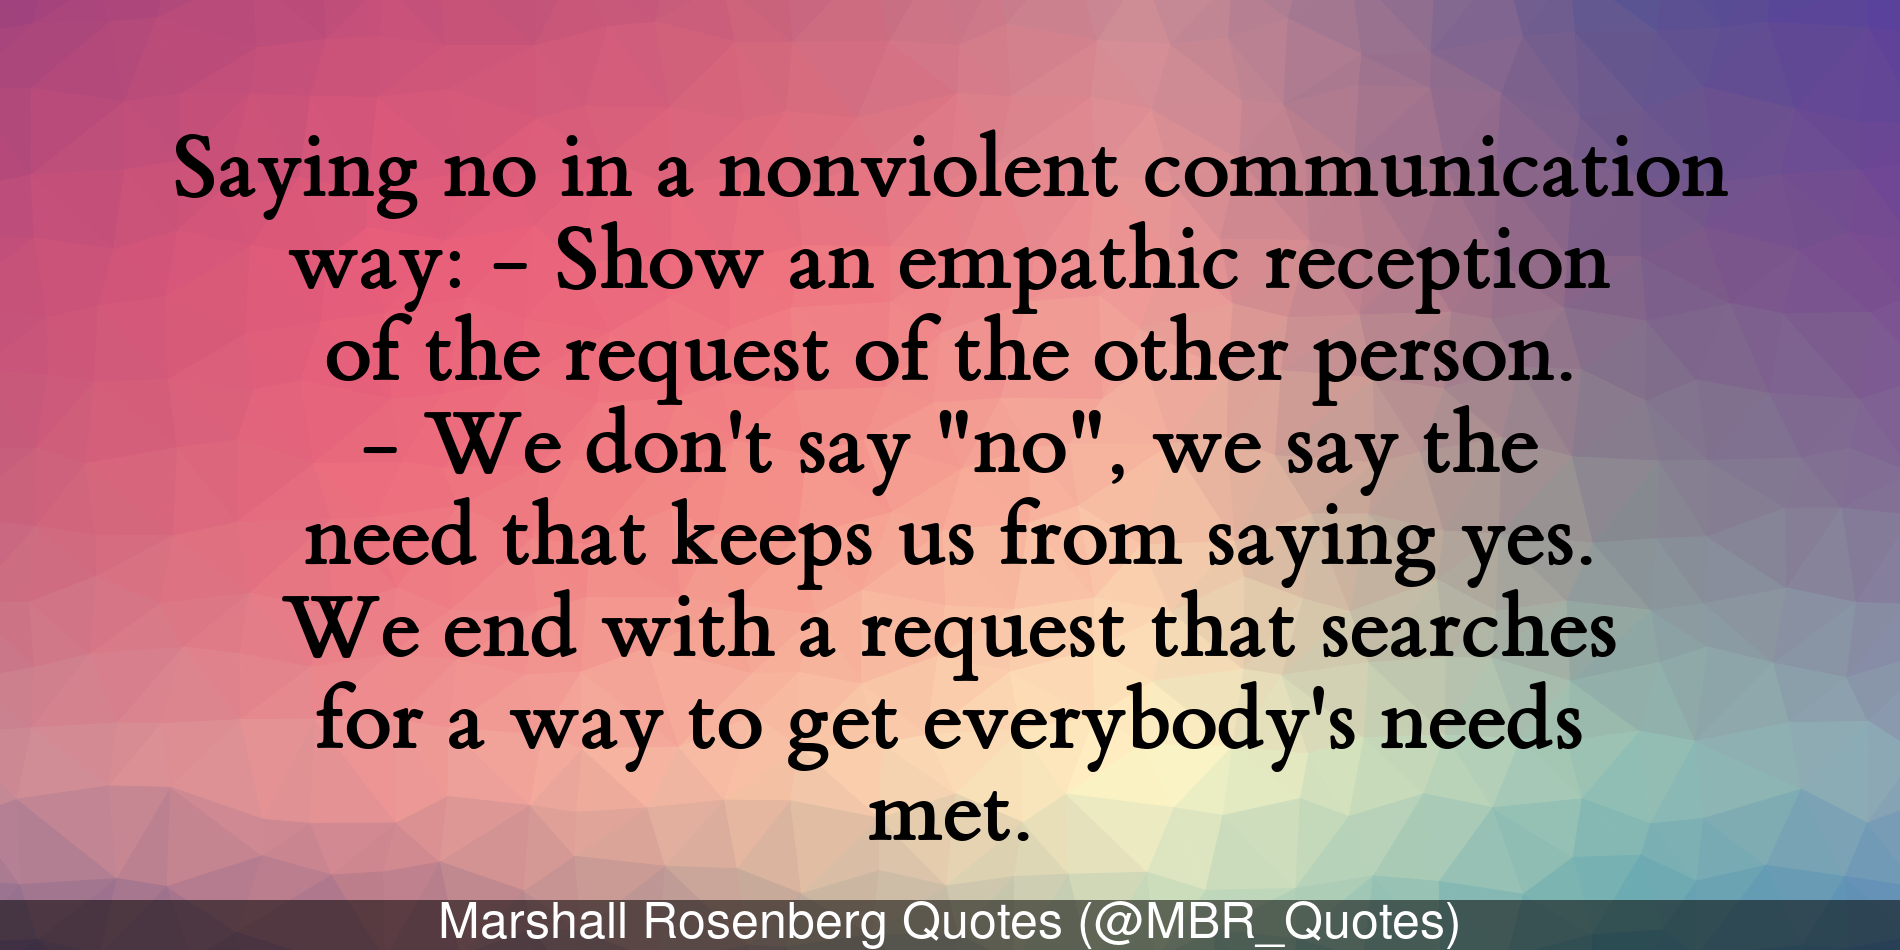 Saying no in a nonviolent communication
way: - Show an empathic reception
of the request of the other person.
- We don't say "no", we say the
need that keeps us from saying yes.
We end with a request that searches
for a way to get everybody's needs
met.
Marshall Rosenberg Quotes (@MBR_Quotes)